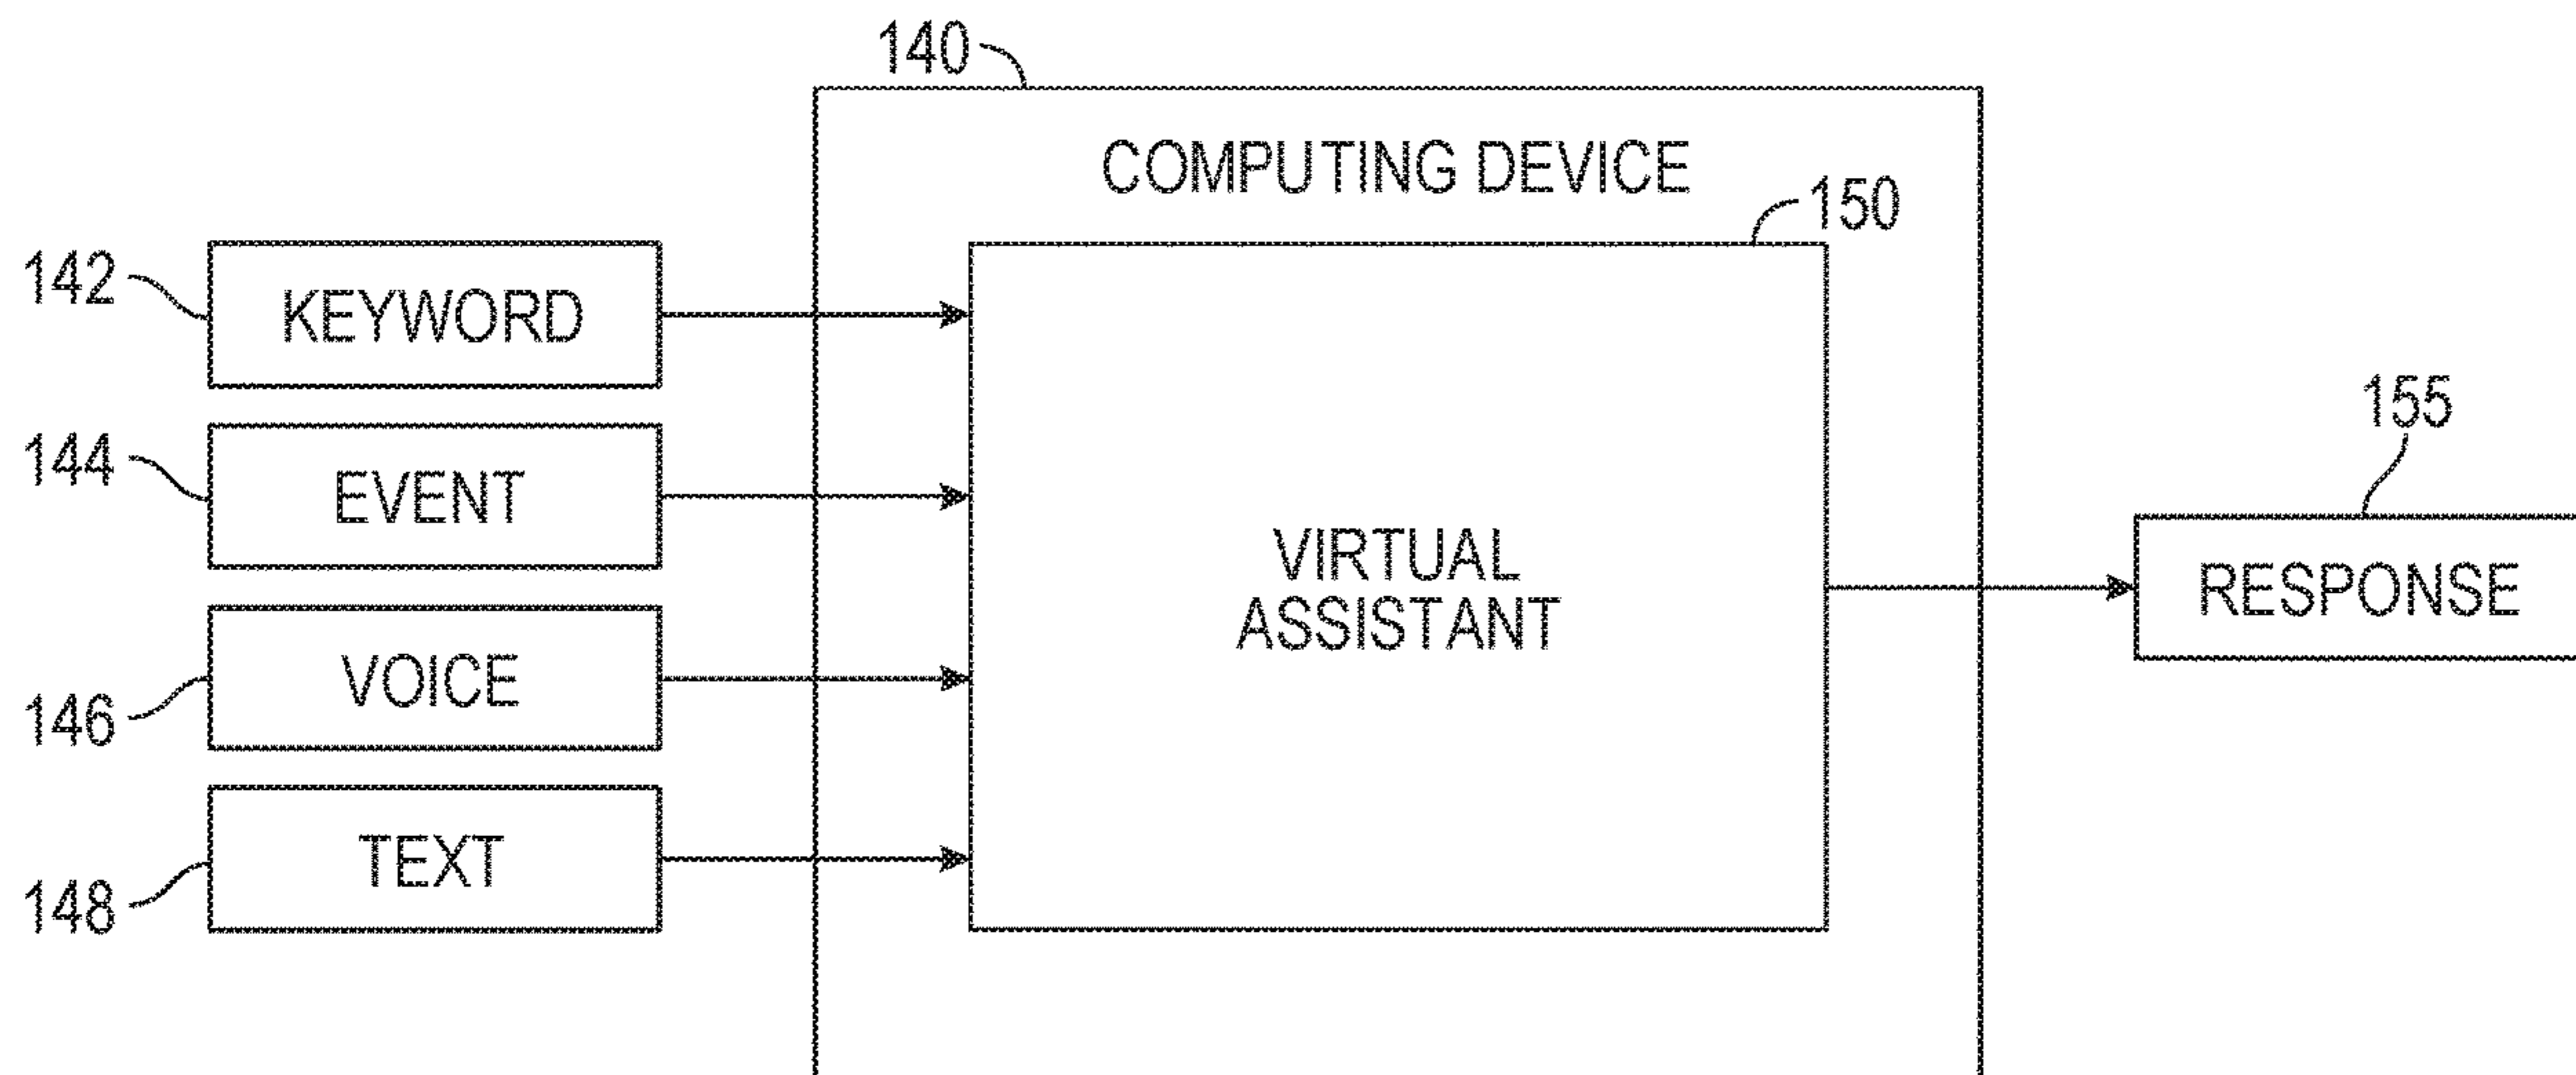 140
COMPUTING DEVICE
150
142
KEYWORD
144
EVENT
155
VIRTUAL
ASSISTANT
RESPONSE
146
VOICE
148
TEXT